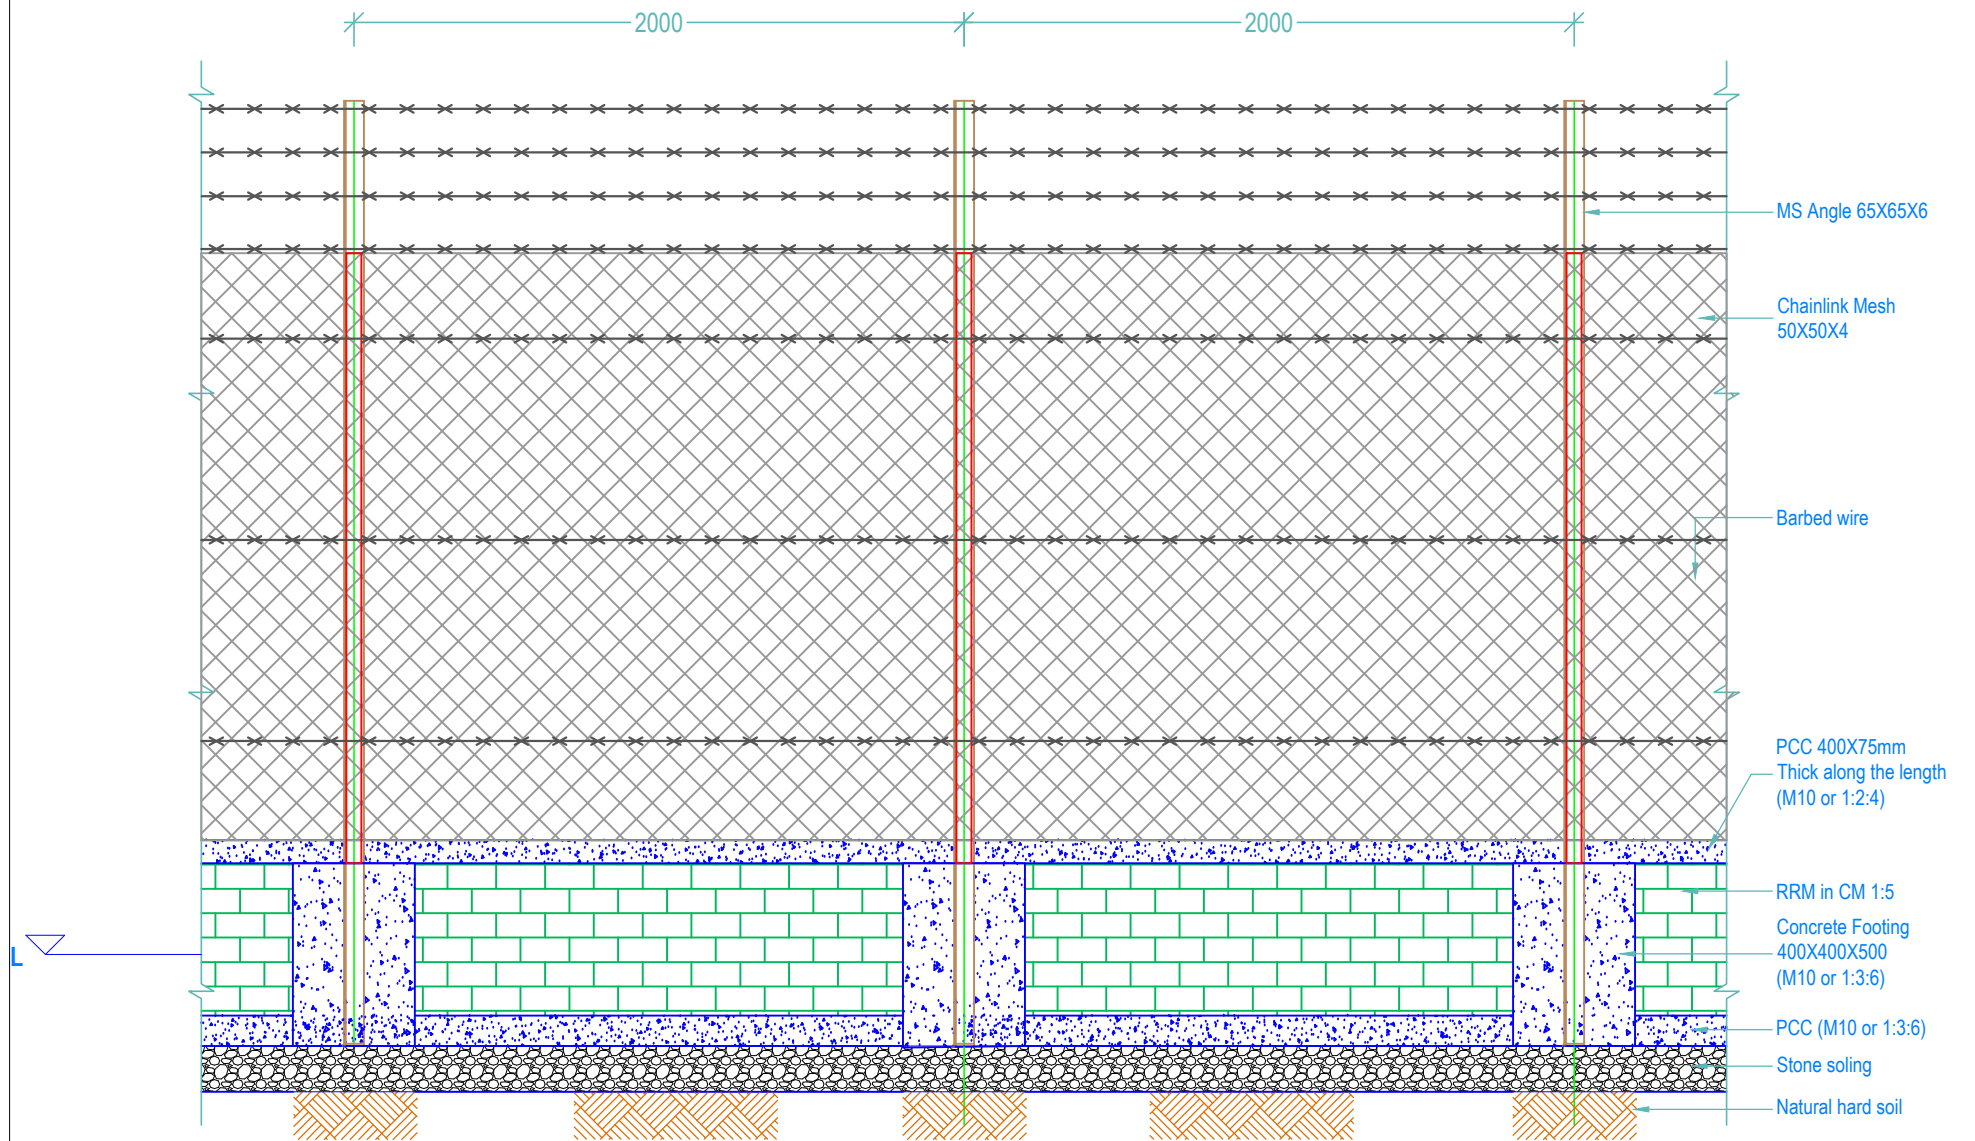 2000
2000
MS Angle 65X65X6
Chainlink Mesh
50X50X4
Barbed wire
PCC 400X75mm
Thick along the length
(M10 or 1:2:4)
RRM in CM 1:5
Concrete Footing
400X400X500
(M10 or 1:3:6)
L
PCC (M10 or 1:3:6)
Stone soling
Natural hard soil